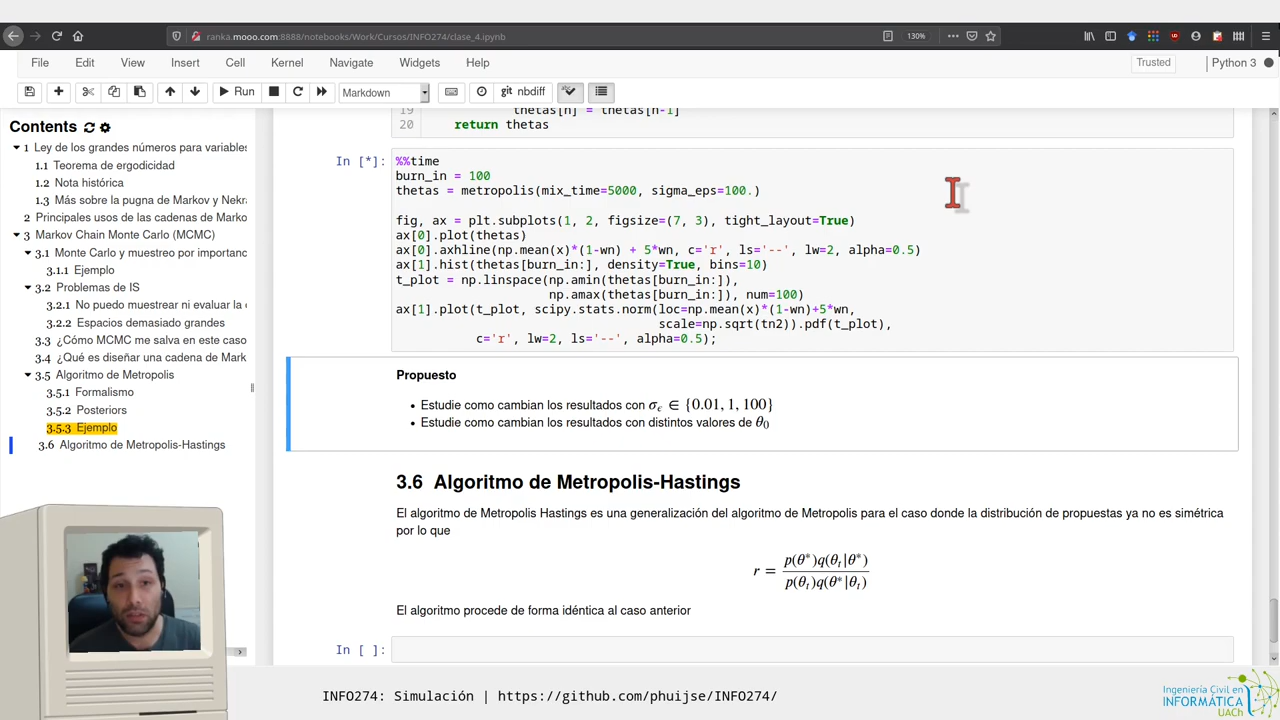 ranka.mooo.com:8888/notebooks/Work/Cursos/INFO274/clase_4.ipynb
130%
File Edit View Insert Cell Kernel Navigate Widgets Help
Trusted
Python 3
Run
Markdown
git nbdiff
Contents
1 Ley de los grandes números para variables
1.1 Teorema de ergodicidad
1.2 Nota histórica
1.3 Más sobre la pugna de Markov y Nekra
2 Principales usos de las cadenas de Marko
3 Markov Chain Monte Carlo (MCMC)
3.1 Monte Carlo y muestreo por importanc
3.1.1 Ejemplo
3.2 Problemas de IS
3.2.1 No puedo muestrear ni evaluar la
3.2.2 Espacios demasiado grandes
3.3 ¿Cómo MCMC me salva en este caso
3.4 ¿Qué es diseñar una cadena de Mark
3.5 Algoritmo de Metropolis
3.5.1 Formalismo
3.5.2 Posteriors
3.5.3 Ejemplo
3.6 Algoritmo de Metropolis-Hastings
19 thetas[n] = thetas[n-1]
20 return thetas
In [*]:
%%time
burn_in = 100
thetas = metropolis(mix_time=5000, sigma_eps=100.)
fig, ax = plt.subplots(1, 2, figsize=(7, 3), tight_layout=True)
ax[0].plot(thetas)
ax[0].axhline(np.mean(x)*(1-wn) + 5*wn, c='r', ls='--', lw=2, alpha=0.5)
ax[1].hist(thetas[burn_in:], density=True, bins=10)
t_plot = np.linspace(np.amin(thetas[burn_in:]),
np.amax(thetas[burn_in:]), num=100)
ax[1].plot(t_plot, scipy.stats.norm(loc=np.mean(x)*(1-wn)+5*wn,
scale=np.sqrt(tn2)).pdf(t_plot),
c='r', lw=2, ls='--', alpha=0.5);
Propuesto
• Estudie como cambian los resultados con σϵ ∈ {0.01, 1, 100}
• Estudie como cambian los resultados con distintos valores de θ0
3.6 Algoritmo de Metropolis-Hastings
El algoritmo de Metropolis Hastings es una generalización del algoritmo de Metropolis para el caso donde la distribución de propuestas ya no es simétrica
por lo que
r = p(θ*)q(θt|θ*) / p(θt)q(θ*|θt)
El algoritmo procede de forma idéntica al caso anterior
In [ ]:
INFO274: Simulación | https://github.com/phuijse/INFO274/
Ingeniería Civil en
INFORMÁTICA
UACh